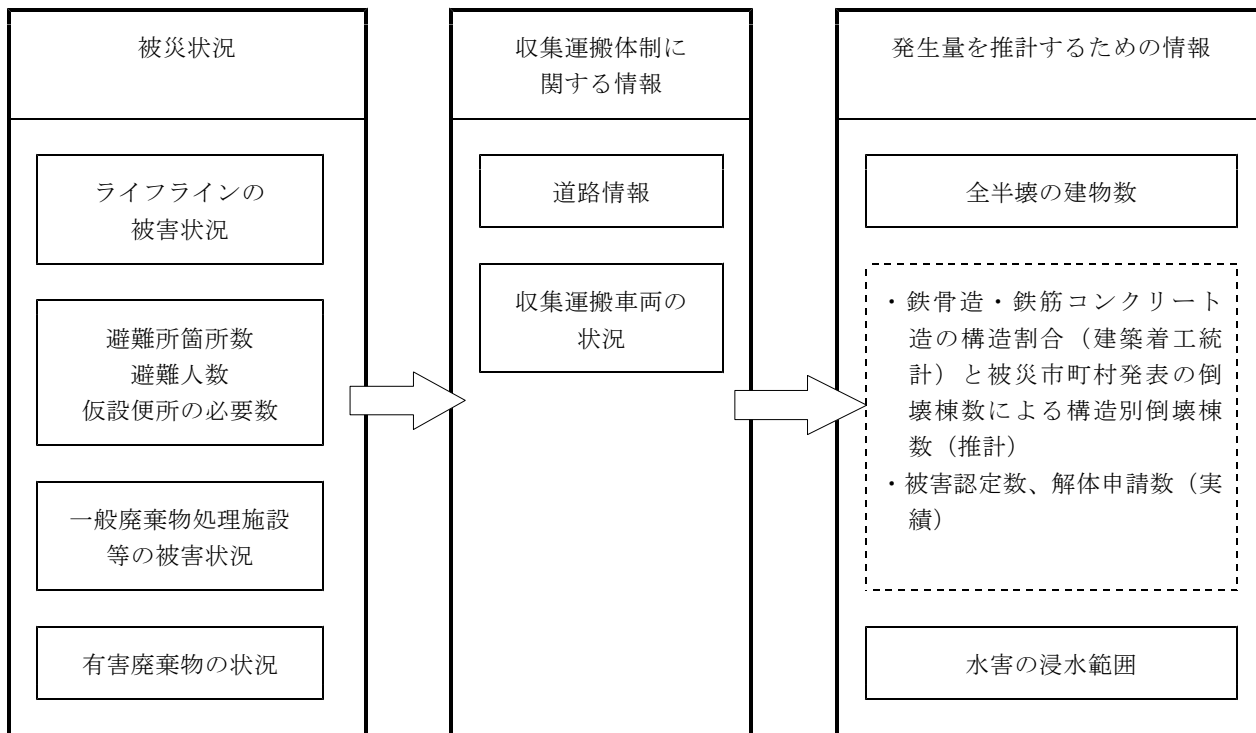 被災状況
ライフラインの
被害状況
避難所箇所数
避難人数
仮設便所の必要数
一般廃棄物処理施設
等の被害状況
有害廃棄物の状況
収集運搬体制に
関する情報
道路情報
収集運搬車両の
状況
発生量を推計するための情報
全半壊の建物数
・鉄骨造・鉄筋コンクリート
造の構造割合（建築着工統
計）と被災市町村発表の倒
壊棟数による構造別倒壊棟
数（推計）
・被害認定数、解体申請数（実
績）
水害の浸水範囲